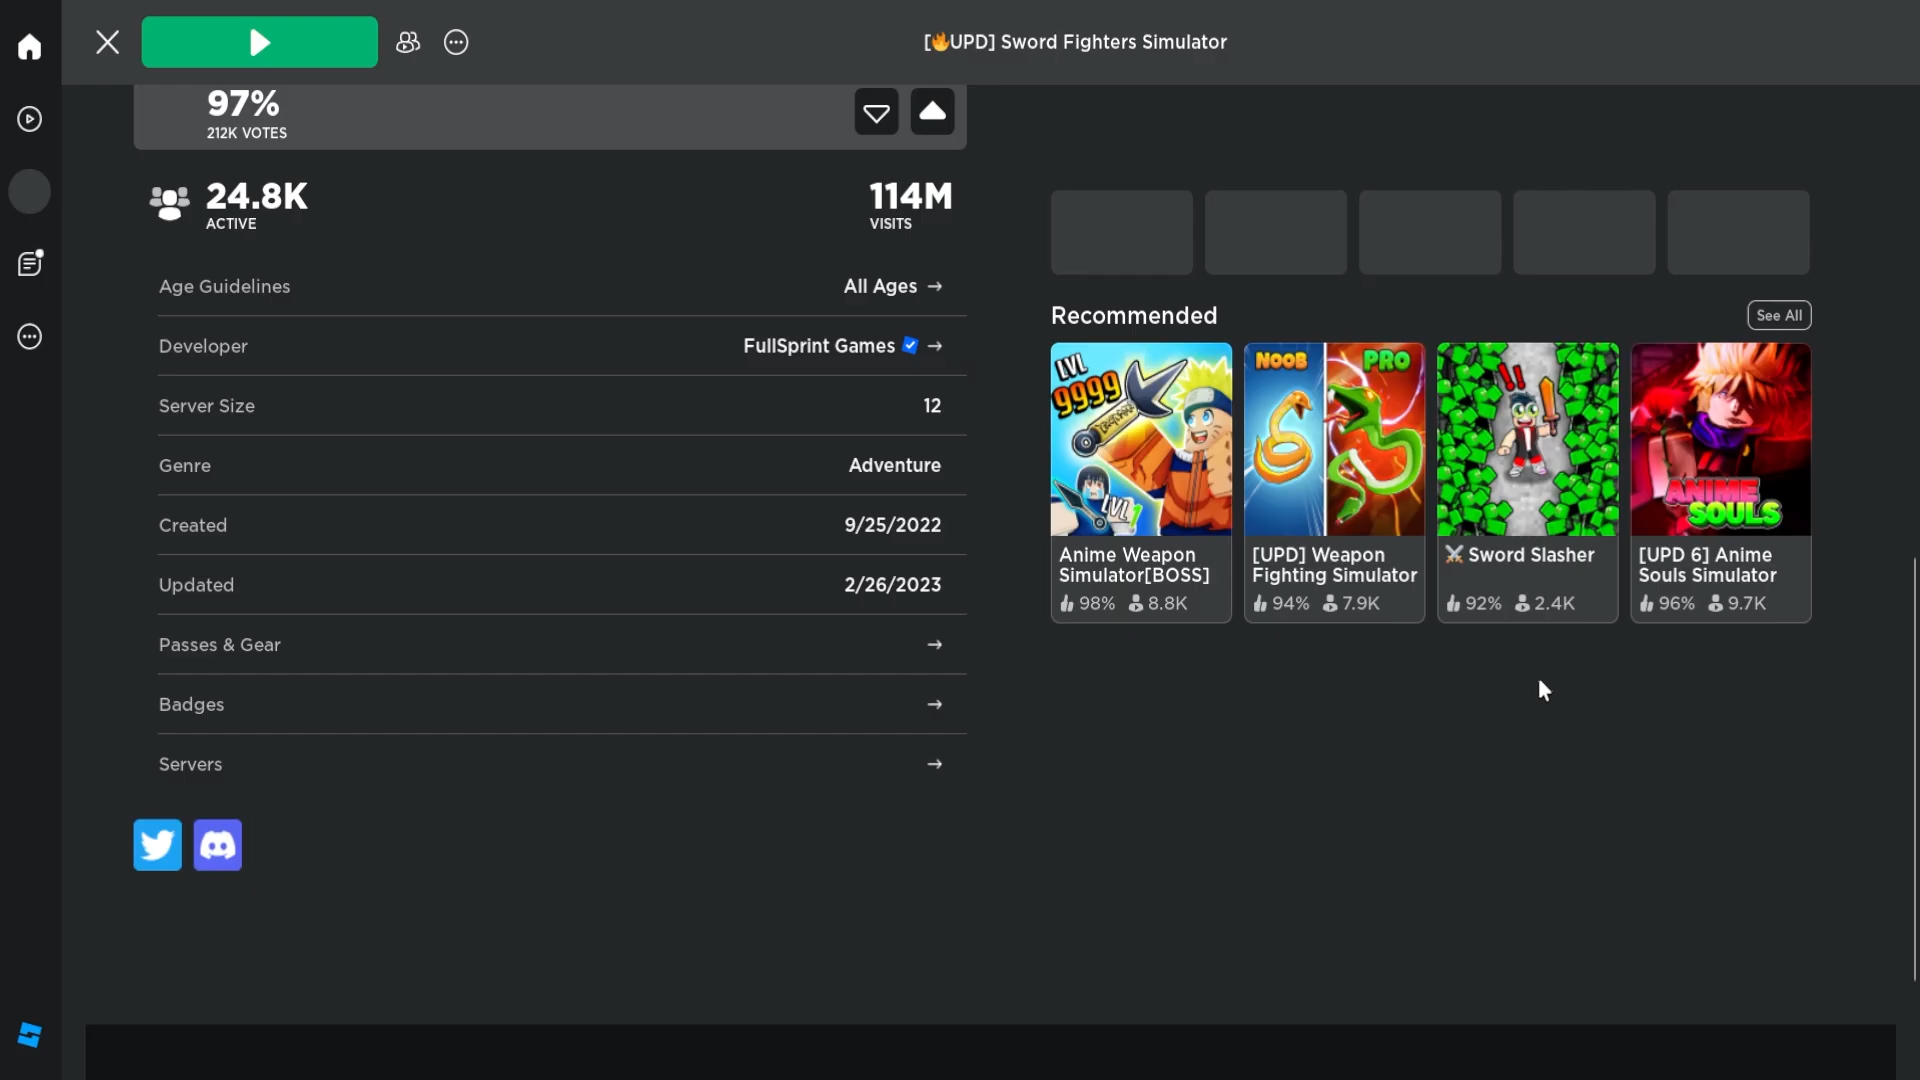 [🔥UPD] Sword Fighters Simulator
97%
212K VOTES
24.8K
ACTIVE
114M
VISITS
Age Guidelines
All Ages →
Developer
FullSprint Games →
Server Size
12
Genre
Adventure
Created
9/25/2022
Updated
2/26/2023
Passes & Gear →
Badges →
Servers →
Recommended
See All
LVL
9999
LVL 1
Anime Weapon
Simulator[BOSS]
98% 8.8K
NOOB
PRO
[UPD] Weapon
Fighting Simulator
94% 7.9K
!!
⚔️ Sword Slasher
92% 2.4K
ANIME
SOULS
[UPD 6] Anime
Souls Simulator
96% 9.7K